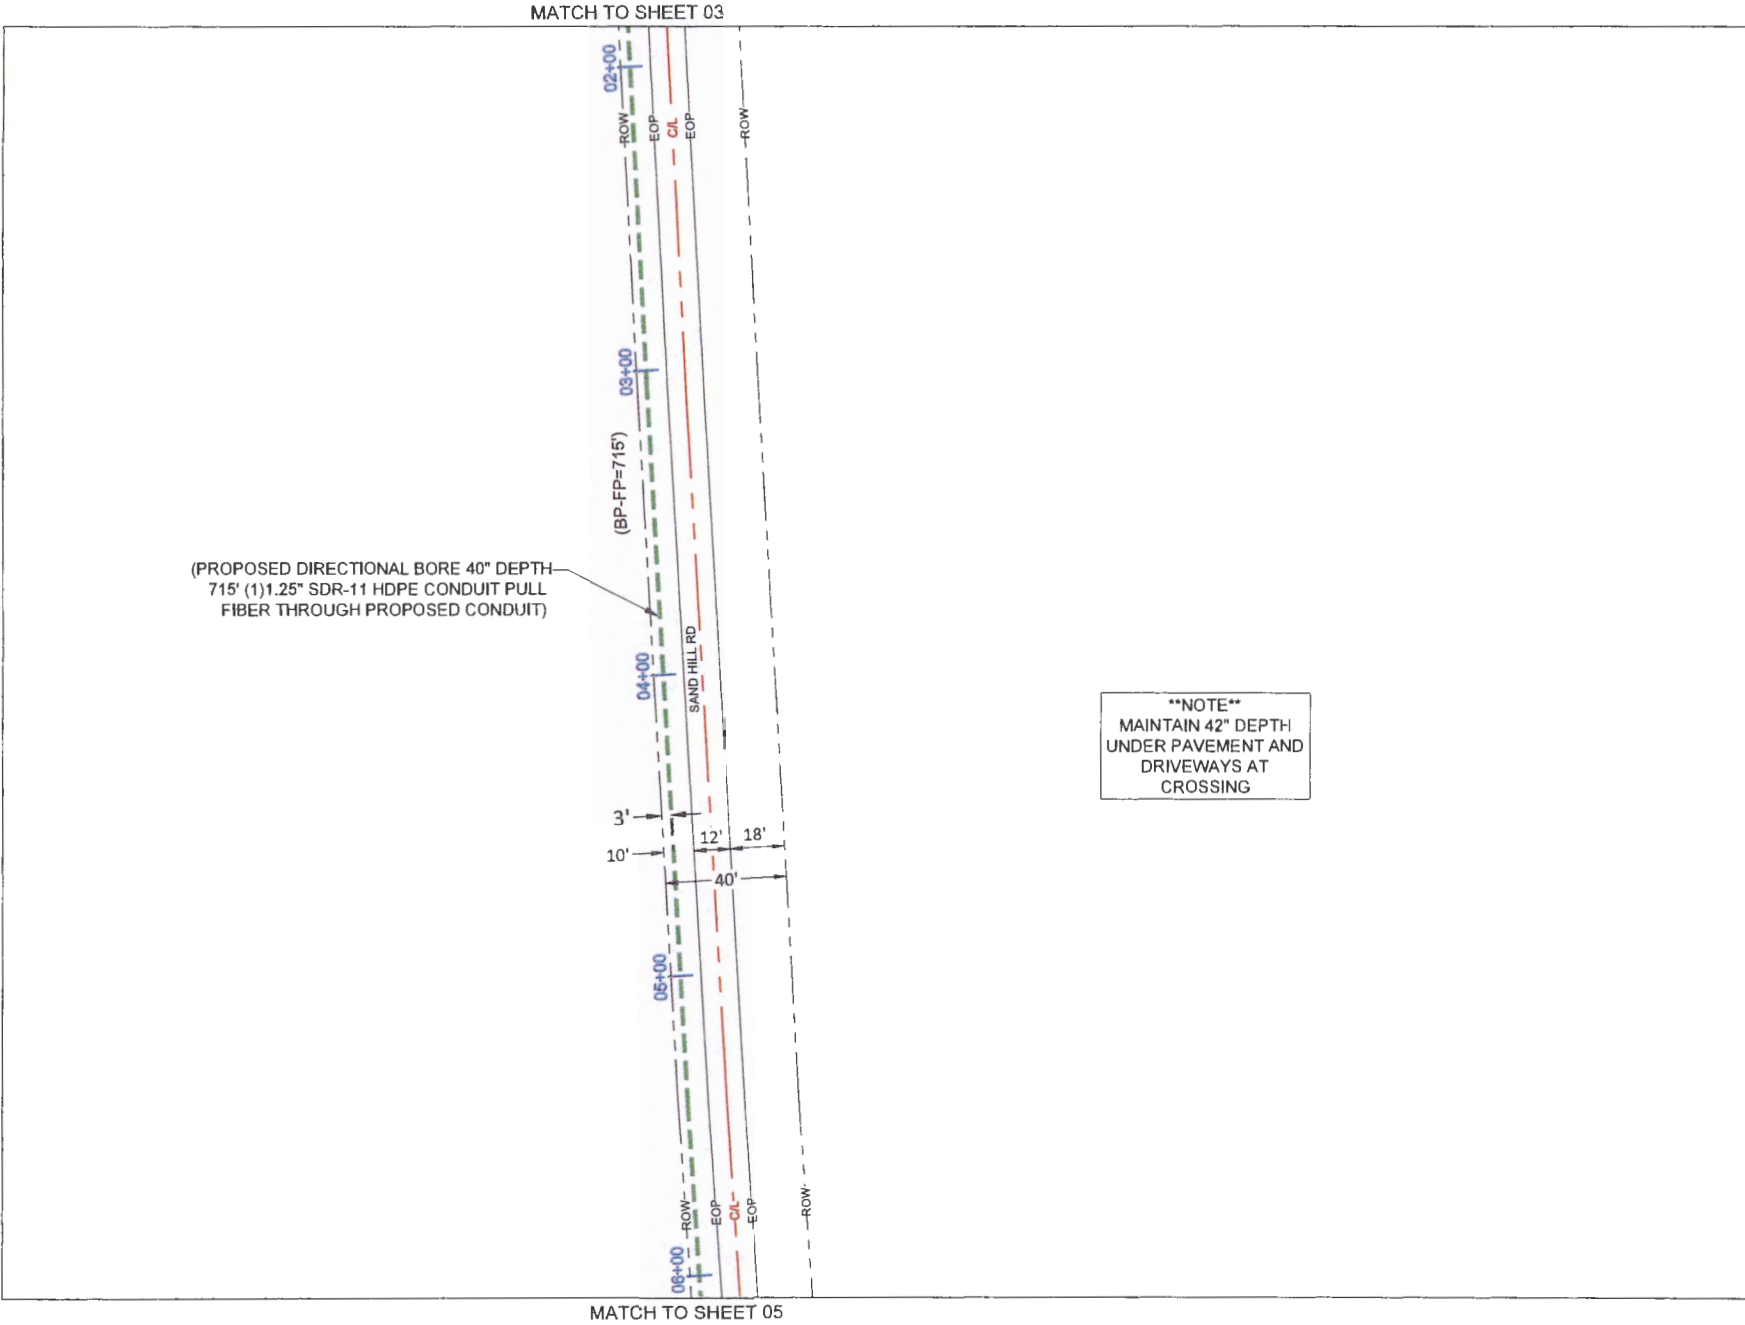 MATCH TO SHEET 03
02+00
ROW
EOP
C/L
EOP
ROW
03+00
(BP-FP=715')
(PROPOSED DIRECTIONAL BORE 40" DEPTH
715' (1)1.25" SDR-11 HDPE CONDUIT PULL
FIBER THROUGH PROPOSED CONDUIT)
SAND HILL RD
04+00
**NOTE**
MAINTAIN 42" DEPTH
UNDER PAVEMENT AND
DRIVEWAYS AT
CROSSING
3'
12'
18'
10'
40'
05+00
ROW
EOP
C/L
EOP
ROW
06+00
MATCH TO SHEET 05